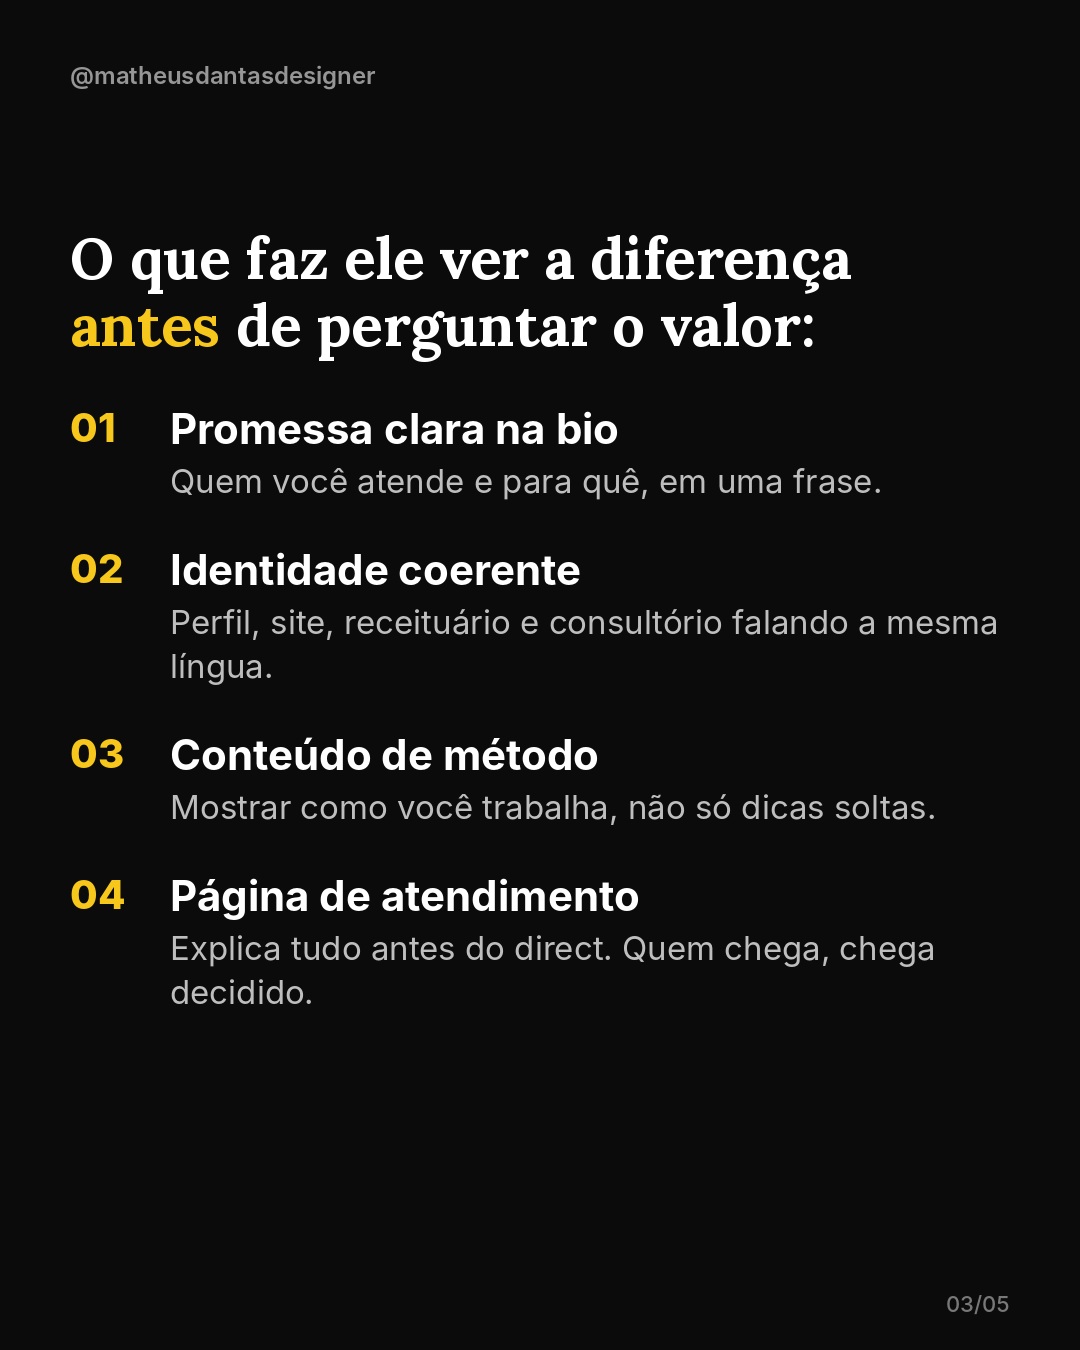 @matheusdantasdesigner
O que faz ele ver a diferença
antes de perguntar o valor:
01 Promessa clara na bio
Quem você atende e para quê, em uma frase.
02 Identidade coerente
Perfil, site, receituário e consultório falando a mesma
língua.
03 Conteúdo de método
Mostrar como você trabalha, não só dicas soltas.
04 Página de atendimento
Explica tudo antes do direct. Quem chega, chega
decidido.
03/05